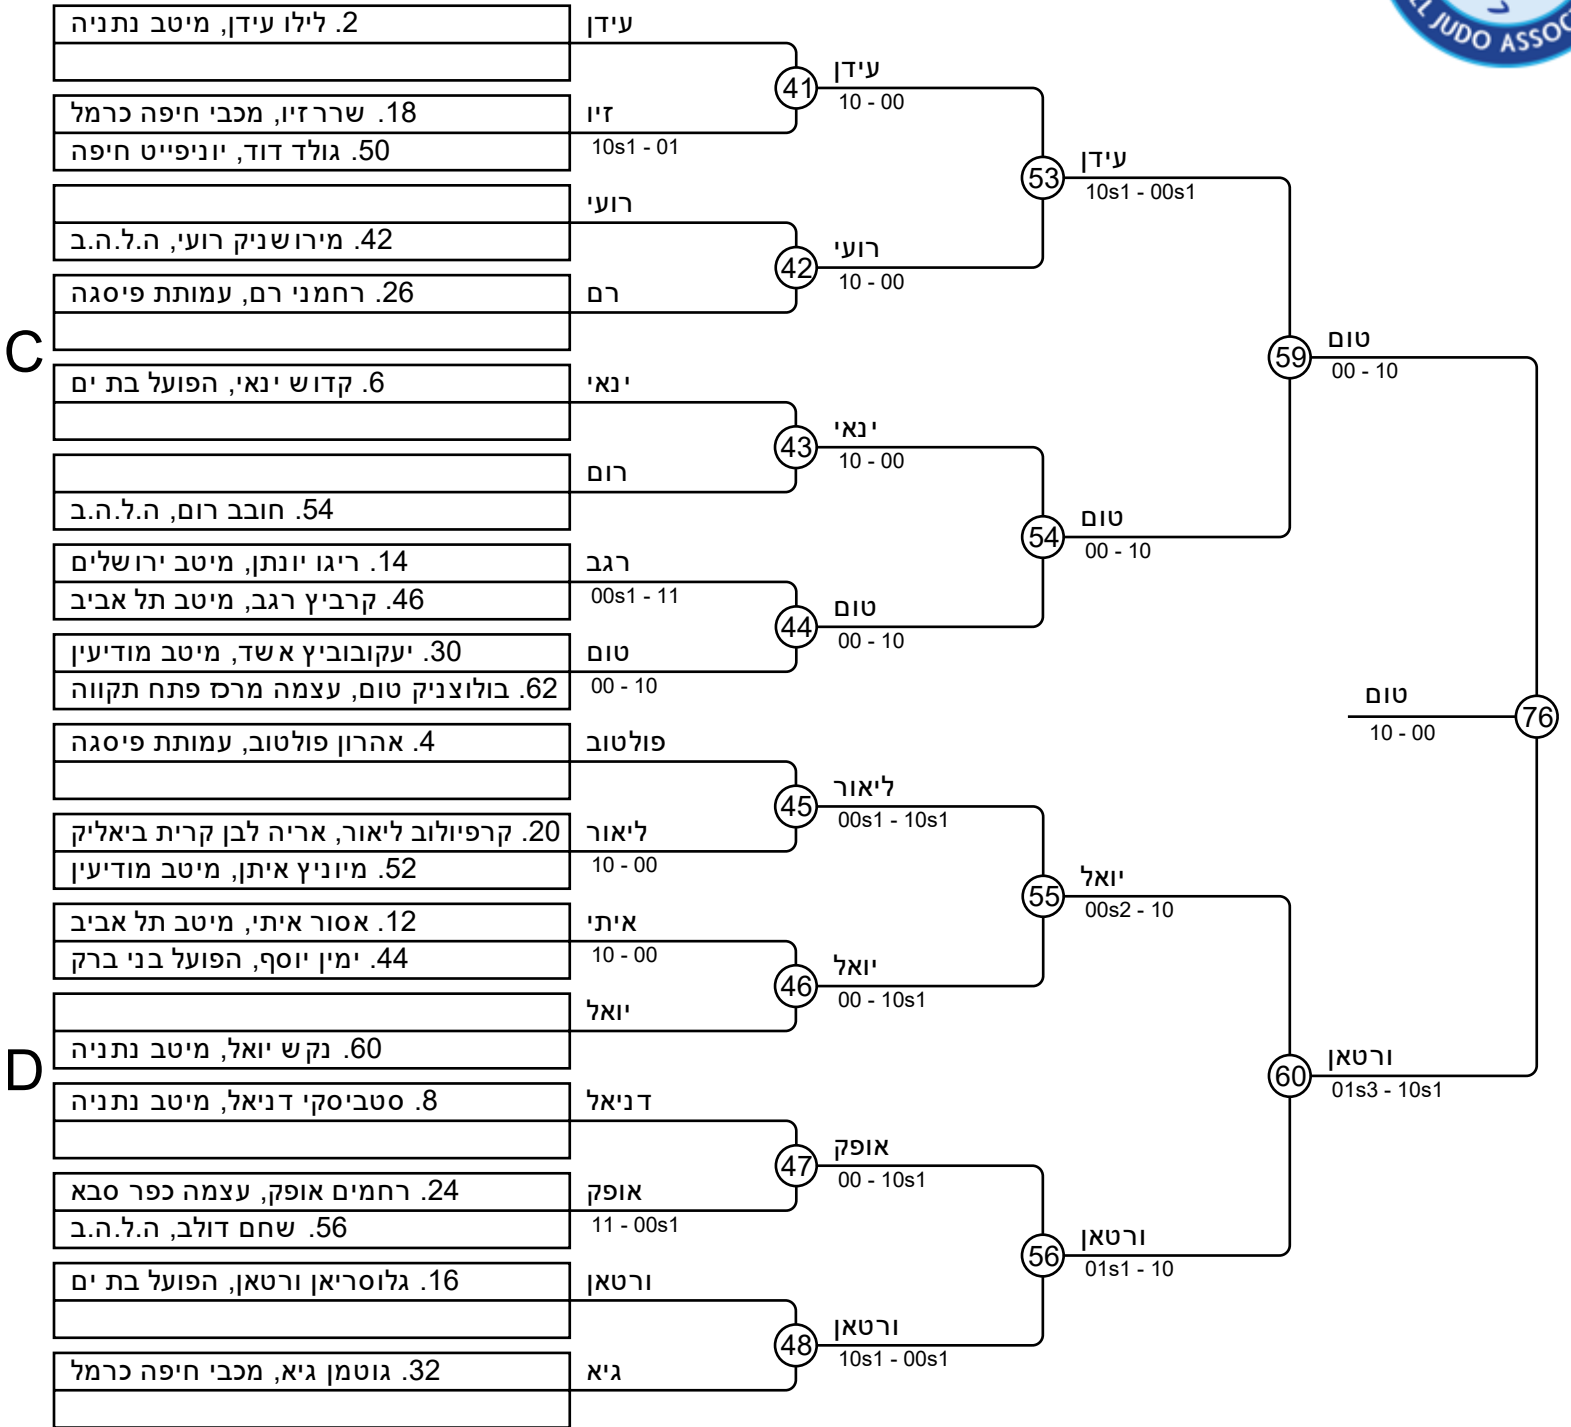 JUDO ASSOC
2. לילו עידן, מיטב נתניה
18. שרר זיו, מכבי חיפה כרמל
50. גולד דוד, יוניפייט חיפה
42. מירושניק רועי, ה.ל.ה.ב
26. רחמני רם, עמותת פיסגה
C
6. קדוש ינאי, הפועל בת ים
54. חובב רום, ה.ל.ה.ב
14. ריגו יונתן, מיטב ירושלים
46. קרביץ רגב, מיטב תל אביב
30. יעקובוביץ אשד, מיטב מודיעין
62. בולוצניק טום, עצמה מרכז פתח תקווה
4. אהרון פולטוב, עמותת פיסגה
20. קרפיולוב ליאור, אריה לבן קרית ביאליק
52. מיוניץ איתן, מיטב מודיעין
12. אסור איתי, מיטב תל אביב
44. ימין יוסף, הפועל בני ברק
60. נקש יואל, מיטב נתניה
D
8. סטביסקי דניאל, מיטב נתניה
24. רחמים אופק, עצמה כפר סבא
56. שחם דולב, ה.ל.ה.ב
16. גלוסריאן ורטאן, הפועל בת ים
32. גוטמן גיא, מכבי חיפה כרמל
עידן
זיו
10s1 - 01
רועי
רם
ינאי
רום
רגב
00s1 - 11
טום
00 - 10
פולטוב
ליאור
10 - 00
איתי
10 - 00
יואל
דניאל
אופק
11 - 00s1
ורטאן
גיא
41
עידן
10 - 00
42
רועי
10 - 00
43
ינאי
10 - 00
44
טום
00 - 10
45
ליאור
00s1 - 10s1
46
יואל
00 - 10s1
47
אופק
00 - 10s1
48
ורטאן
10s1 - 00s1
53
עידן
10s1 - 00s1
54
טום
00 - 10
55
יואל
00s2 - 10
56
ורטאן
01s1 - 10
59
טום
00 - 10
60
ורטאן
01s3 - 10s1
76
טום
10 - 00